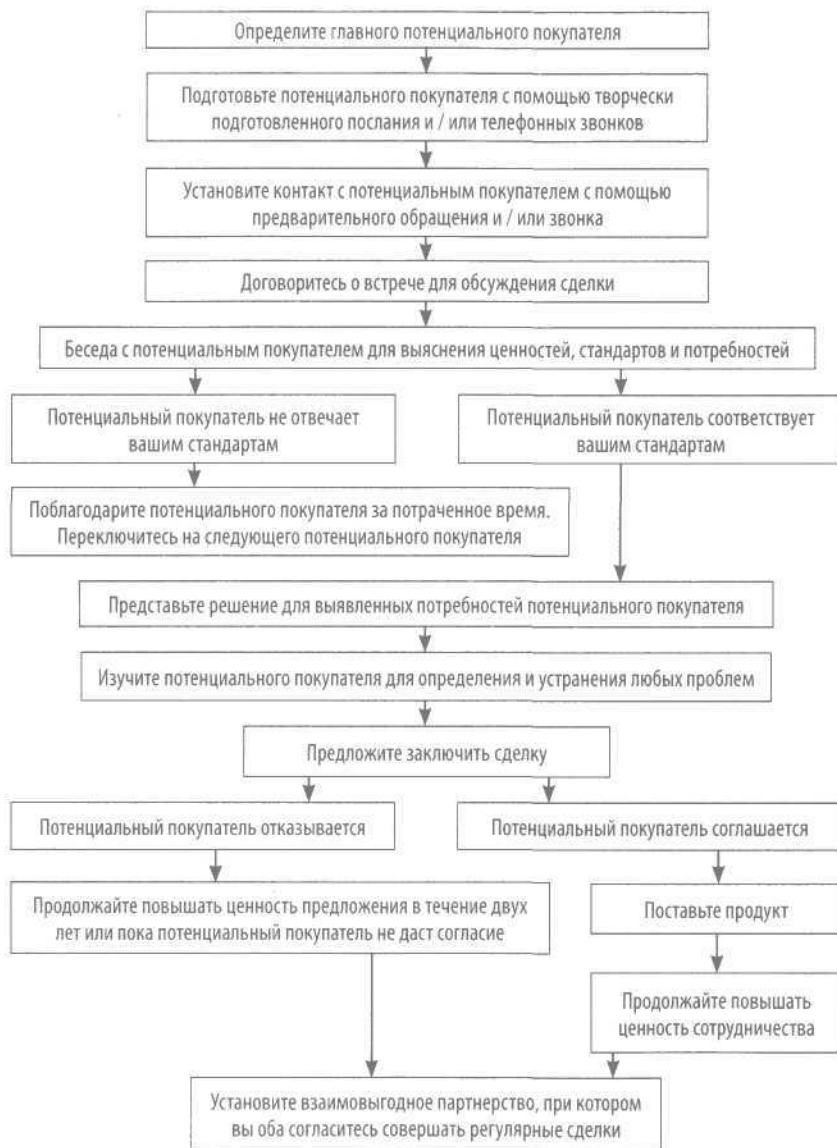 Определите главного потенциального покупателя
Подготовьте потенциального покупателя с помощью творчески
подготовленного послания и / или телефонных звонков
Установите контакт с потенциальным покупателем с помощью
предварительного обращения и / или звонка
Договоритесь о встрече для обсуждения сделки
Беседа с потенциальным покупателем для выяснения ценностей, стандартов и потребностей
Потенциальный покупатель не отвечает
вашим стандартам
Потенциальный покупатель соответствует
вашим стандартам
Поблагодарите потенциального покупателя за потраченное время.
Переключитесь на следующего потенциального покупателя
Представьте решение для выявленных потребностей потенциального покупателя
Изучите потенциального покупателя для определения и устранения любых проблем
Предложите заключить сделку
Потенциальный покупатель отказывается
Потенциальный покупатель соглашается
Продолжайте повышать ценность предложения в течение двух
лет или пока потенциальный покупатель не даст согласие
Поставьте продукт
Продолжайте повышать
ценность сотрудничества
Установите взаимовыгодное партнерство, при котором
вы оба согласитесь совершать регулярные сделки